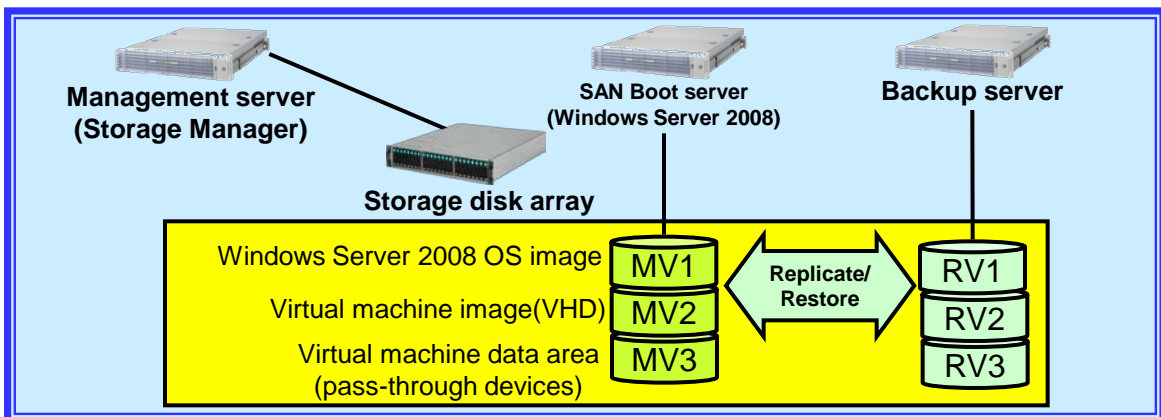 Management server
(Storage Manager)
SAN Boot server
(Windows Server 2008)
Backup server
Storage disk array
Windows Server 2008 OS image
Virtual machine image(VHD)
Virtual machine data area
(pass-through devices)
MV1
MV2
MV3
Replicate/
Restore
RV1
RV2
RV3